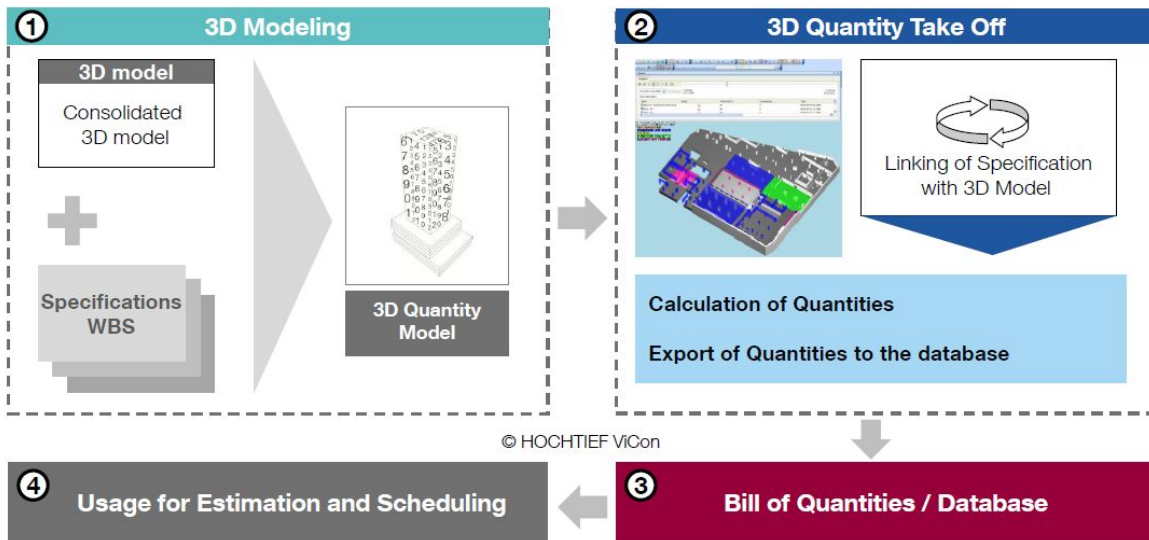 1
3D Modeling
3D model
Consolidated
3D model
Specifications
WBS
3D Quantity
Model
2
3D Quantity Take Off
Linking of Specification
with 3D Model
Calculation of Quantities
Export of Quantities to the database
© HOCHTIEF ViCon
4
Usage for Estimation and Scheduling
3
Bill of Quantities / Database